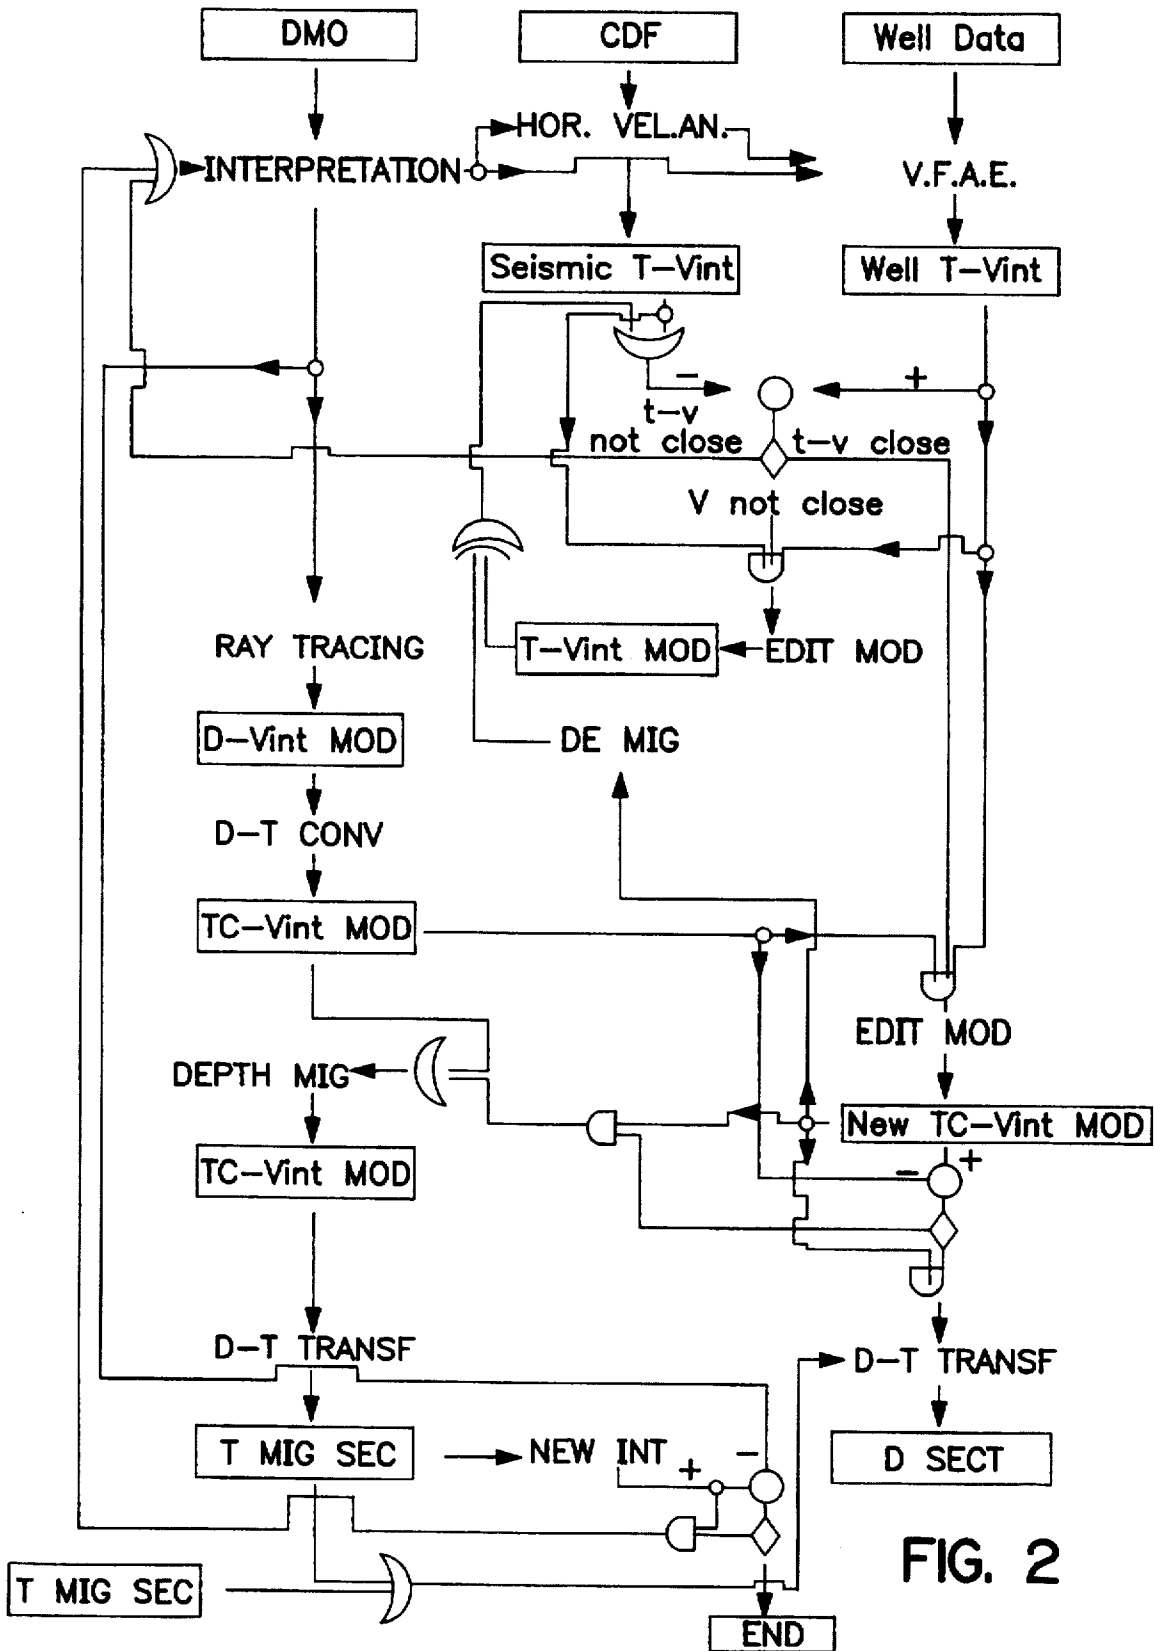 DMO
CDF
Well Data
HOR. VEL.AN.
INTERPRETATION
V.F.A.E.
Seismic T-Vint
Well T-Vint
-
+
t-v
not close
t-v close
V not close
RAY TRACING
T-Vint MOD
EDIT MOD
D-Vint MOD
DE MIG
D-T CONV
TC-Vint MOD
EDIT MOD
DEPTH MIG
New TC-Vint MOD
TC-Vint MOD
-
+
D-T TRANSF
D-T TRANSF
T MIG SEC
NEW INT
+
-
D SECT
FIG. 2
T MIG SEC
END